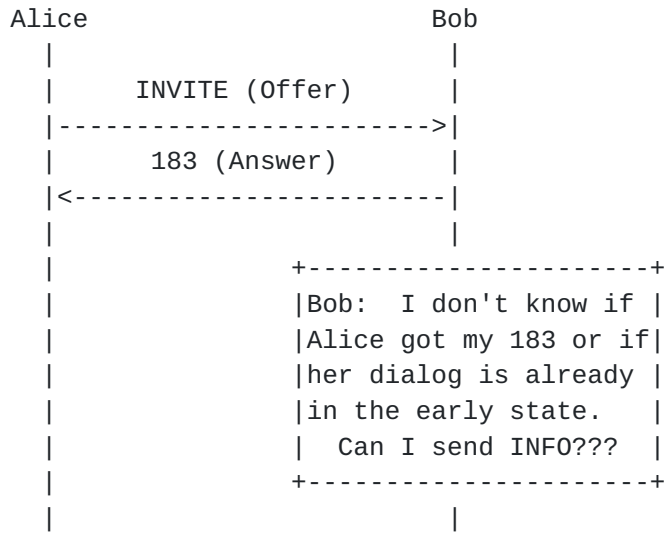 Alice Bob
INVITE (Offer)
183 (Answer)
Bob:  I don't know if
Alice got my 183 or if
her dialog is already
in the early state.
Can I send INFO???